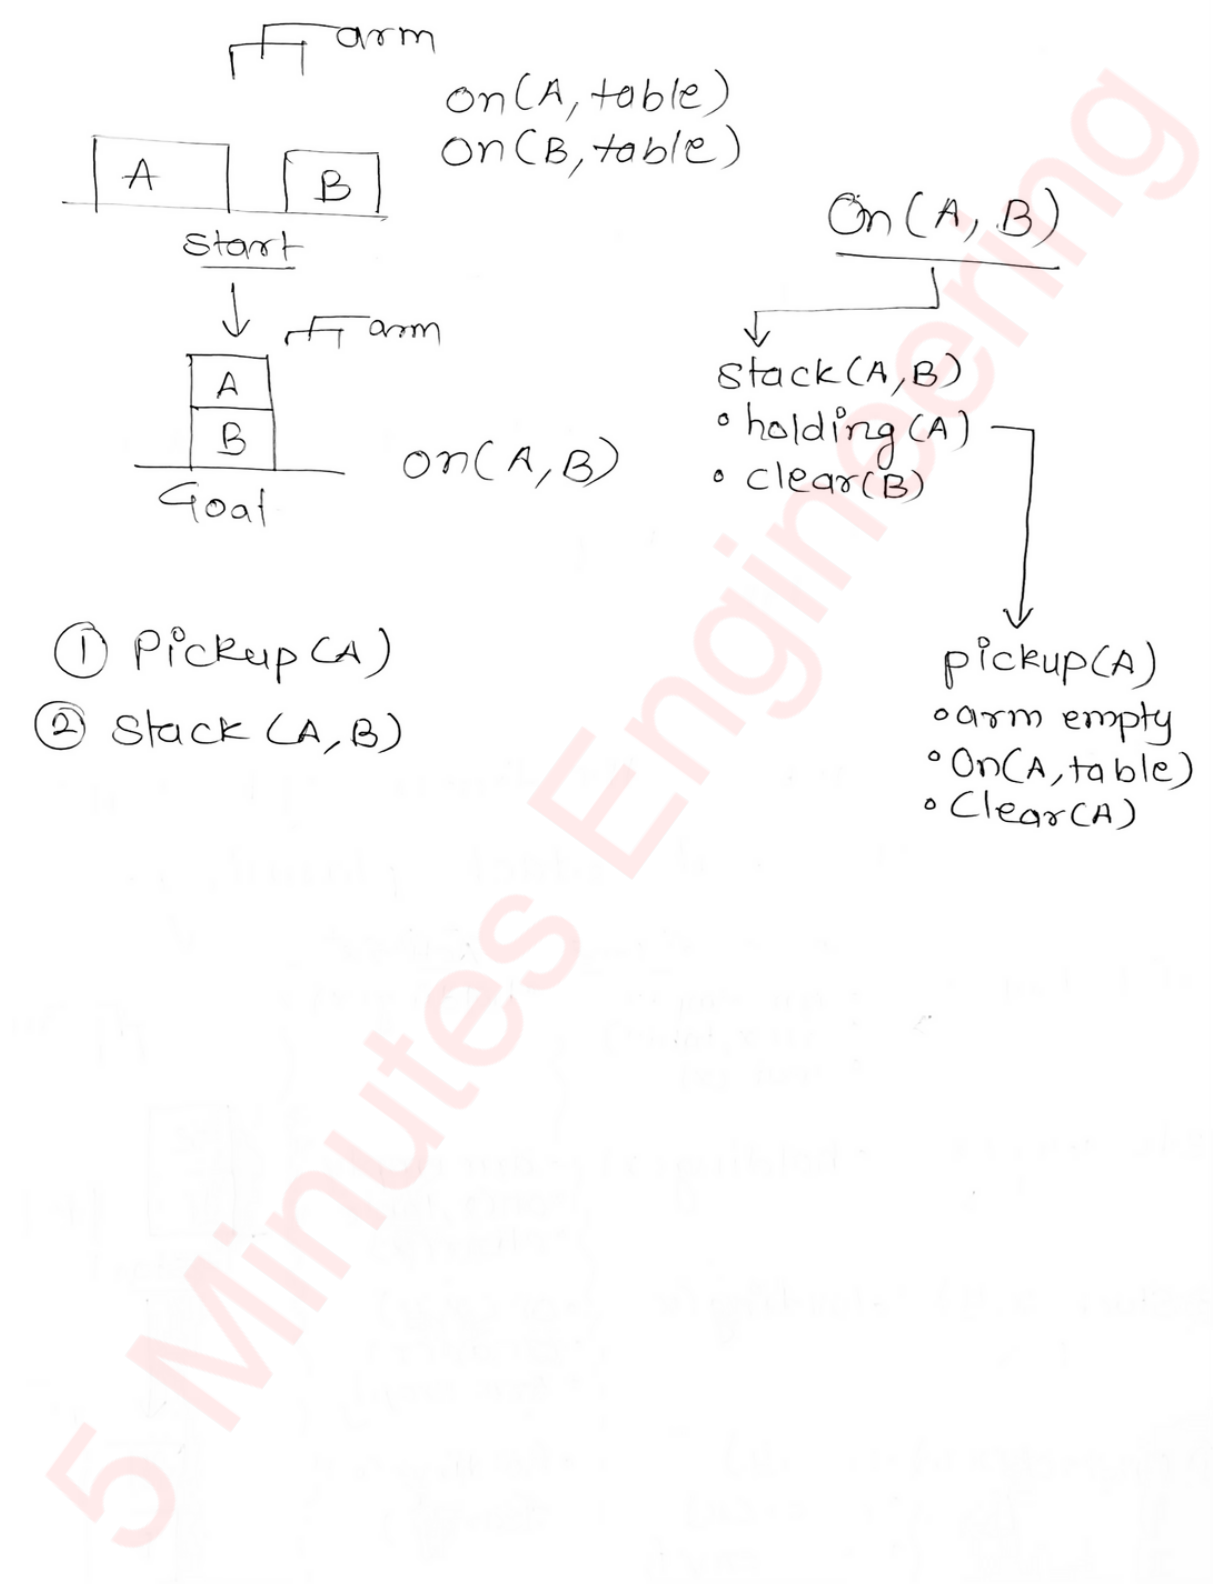 arm
on(A, table)
on(B, table)
A
B
Start
arm
A
B
on(A, B)
Goal
① Pickup(A)
② Stack (A, B)
On(A, B)
Stack(A, B)
• holding(A)
• clear(B)
pickup(A)
• arm empty
• On(A, table)
• Clear(A)
5 Minutes Engineering